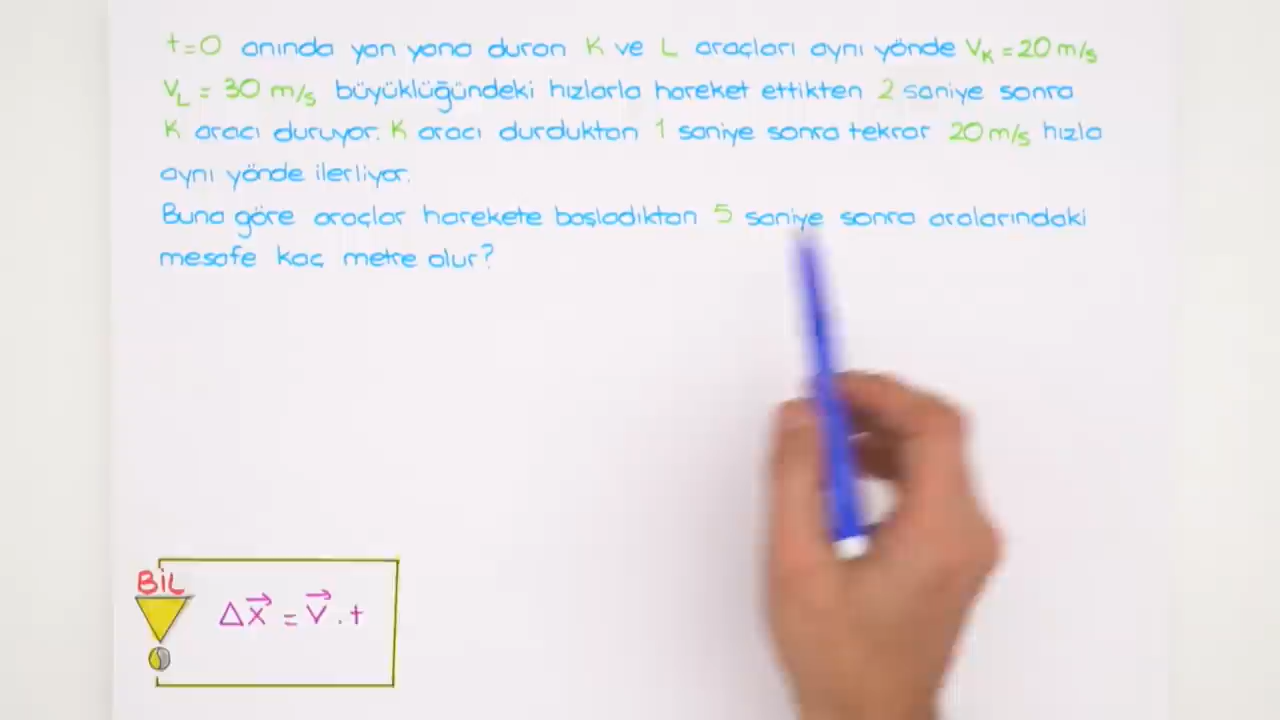 t=0 anında yan yana duran K ve L araçları aynı yönde VK = 20 m/s
VL = 30 m/s büyüklüğündeki hızlarla hareket ettikten 2 saniye sonra
K aracı duruyor. K aracı durduktan 1 saniye sonra tekrar 20 m/s hızla
aynı yönde ilerliyor.
Buna göre araçlar harekete başladıktan 5 saniye sonra aralarındaki
mesafe kaç metre olur?
BİL
Δx⃗ = v⃗ . t